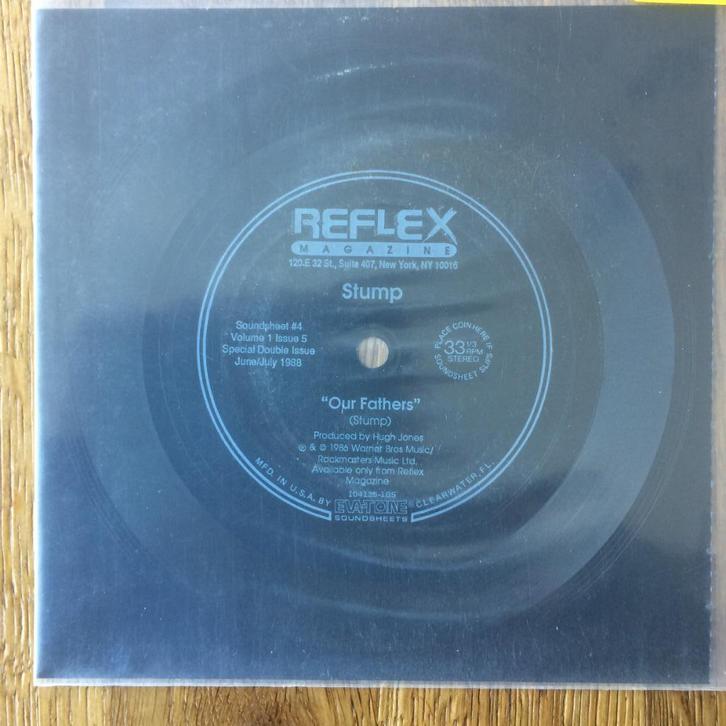 REFLEX
MAGAZINE
120 E 32 St., Suite 407, New York, NY 10016
Stump
Soundsheet #4
Volume 1 Issue 5
Special Double Issue
June/July 1988
PLACE COIN HERE IF
SOUNDSHEET SLIPS
33 1/3
RPM
STEREO
"Our Fathers"
(Stump)
Produced by Hugh Jones
℗ & © 1986 Warner Bros Music/
Rockmasters Music Ltd.
Available only from Reflex
Magazine
MFD IN U.S.A. BY
EVATONE
SOUNDSHEETS
CLEARWATER, FL.